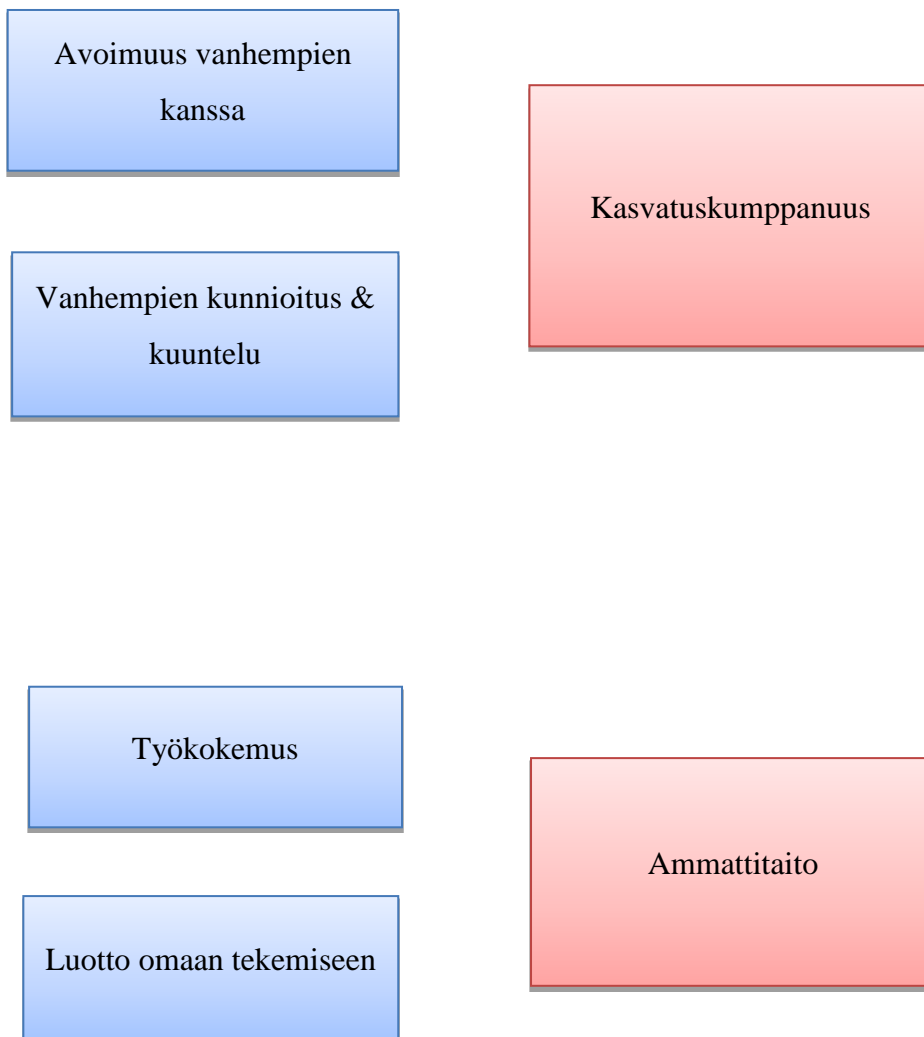 Avoimuus vanhempien
kanssa
Kasvatuskumppanuus
Vanhempien kunnioitus &
kuuntelu
Työkokemus
Ammattitaito
Luotto omaan tekemiseen